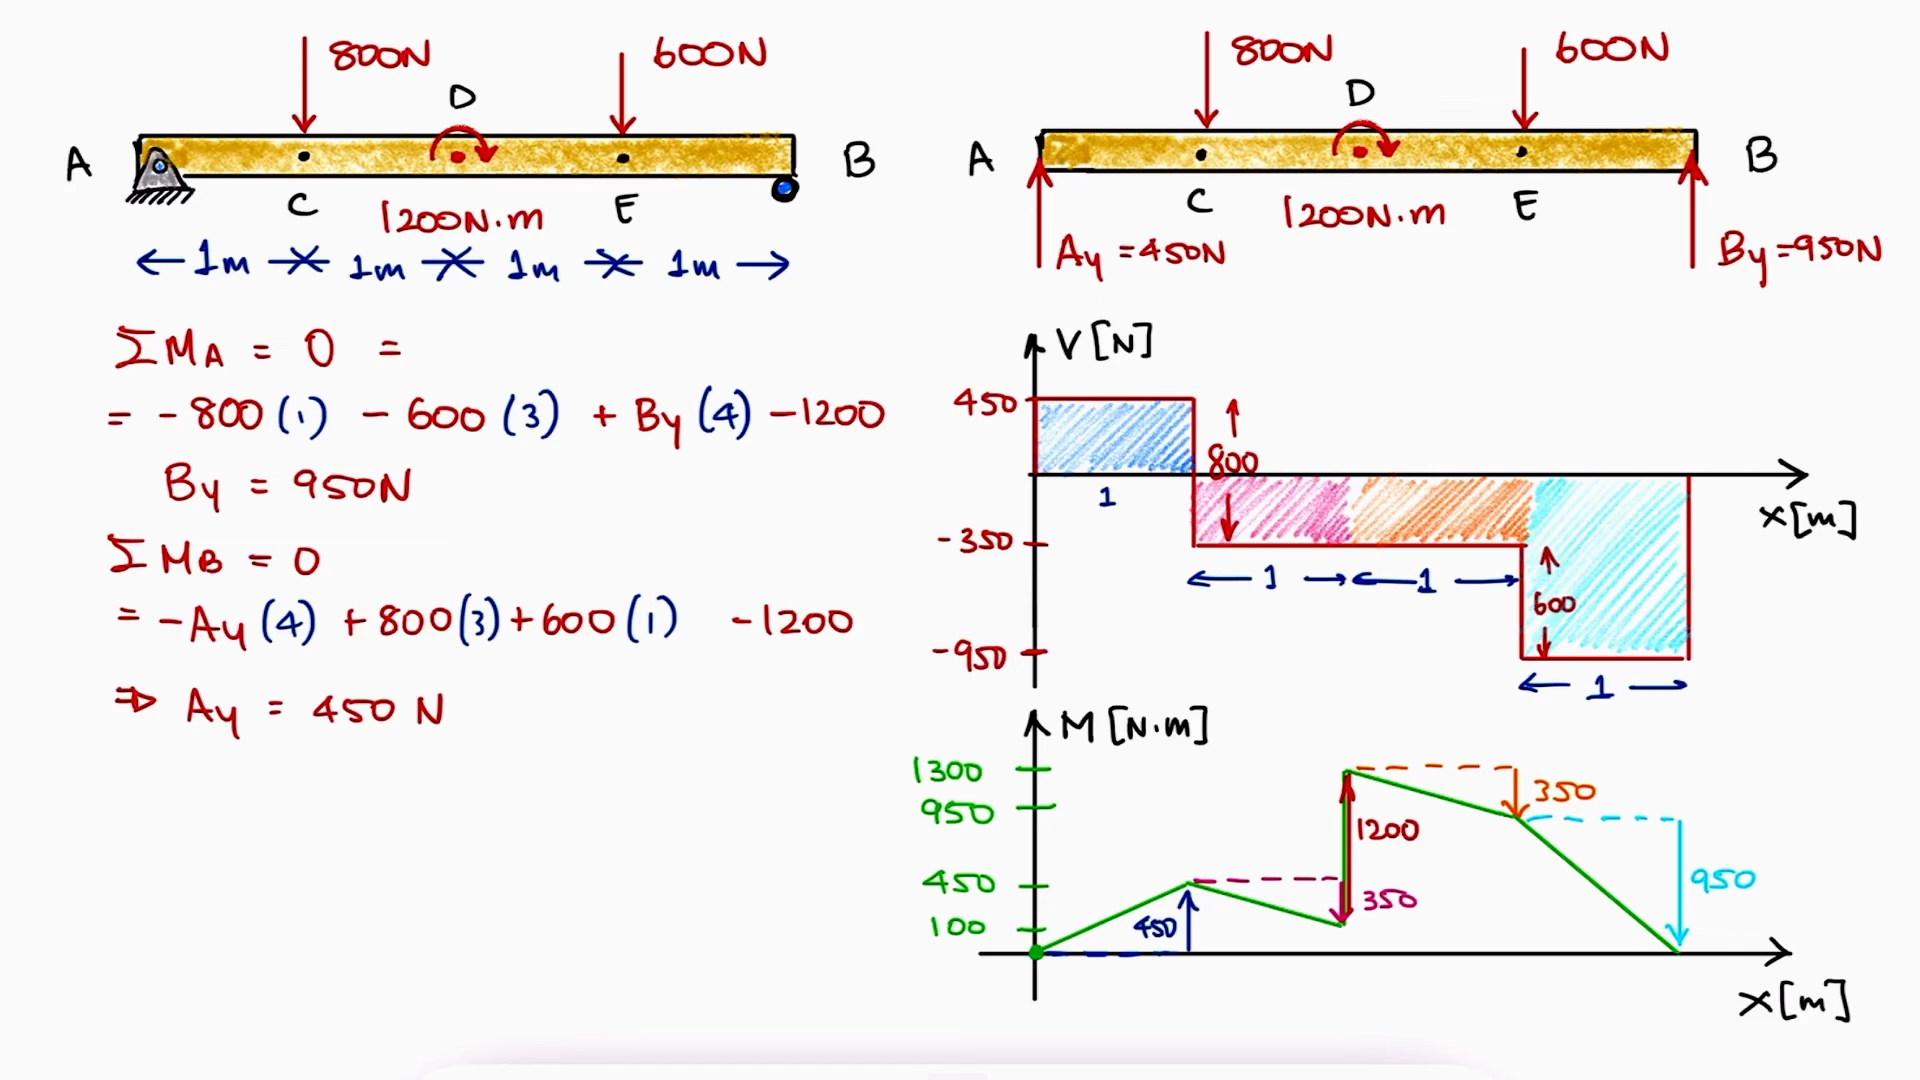 800N
600N
D
A
B
C
1200N·m
E
1m
1m
1m
1m
800N
600N
D
A
B
C
1200N·m
E
Ay = 450N
By = 950N
ΣMA = 0 =
= - 800 (1) - 600 (3) + By (4) - 1200
By = 950N
ΣMB = 0
= - Ay (4) + 800 (3) + 600 (1) - 1200
⇒ Ay = 450 N
V [N]
450
800
1
x [m]
-350
1
1
600
-950
1
M [N·m]
1300
350
950
1200
450
950
350
100
450
x [m]